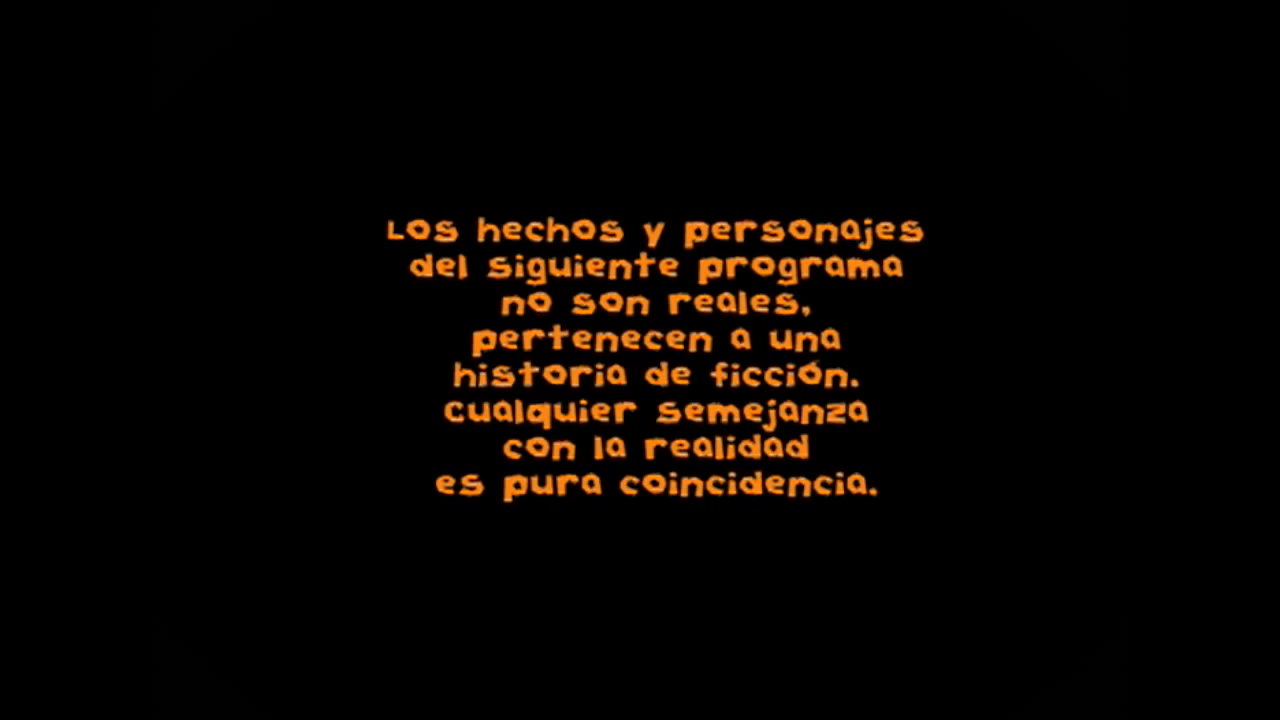 Los hechos y personajes
del siguiente programa
no son reales,
pertenecen a una
historia de ficción.
cualquier semejanza
con la realidad
es pura coincidencia.